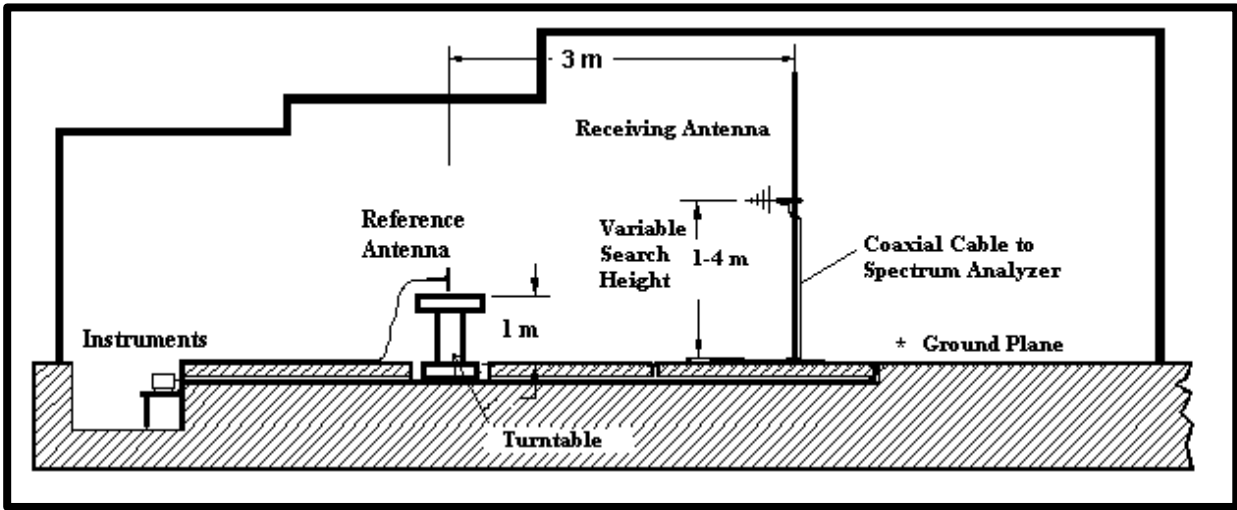 3 m
Receiving Antenna
Reference
Antenna
Variable
Search
Height
1-4 m
Coaxial Cable to
Spectrum Analyzer
1 m
Instruments
* Ground Plane
Turntable